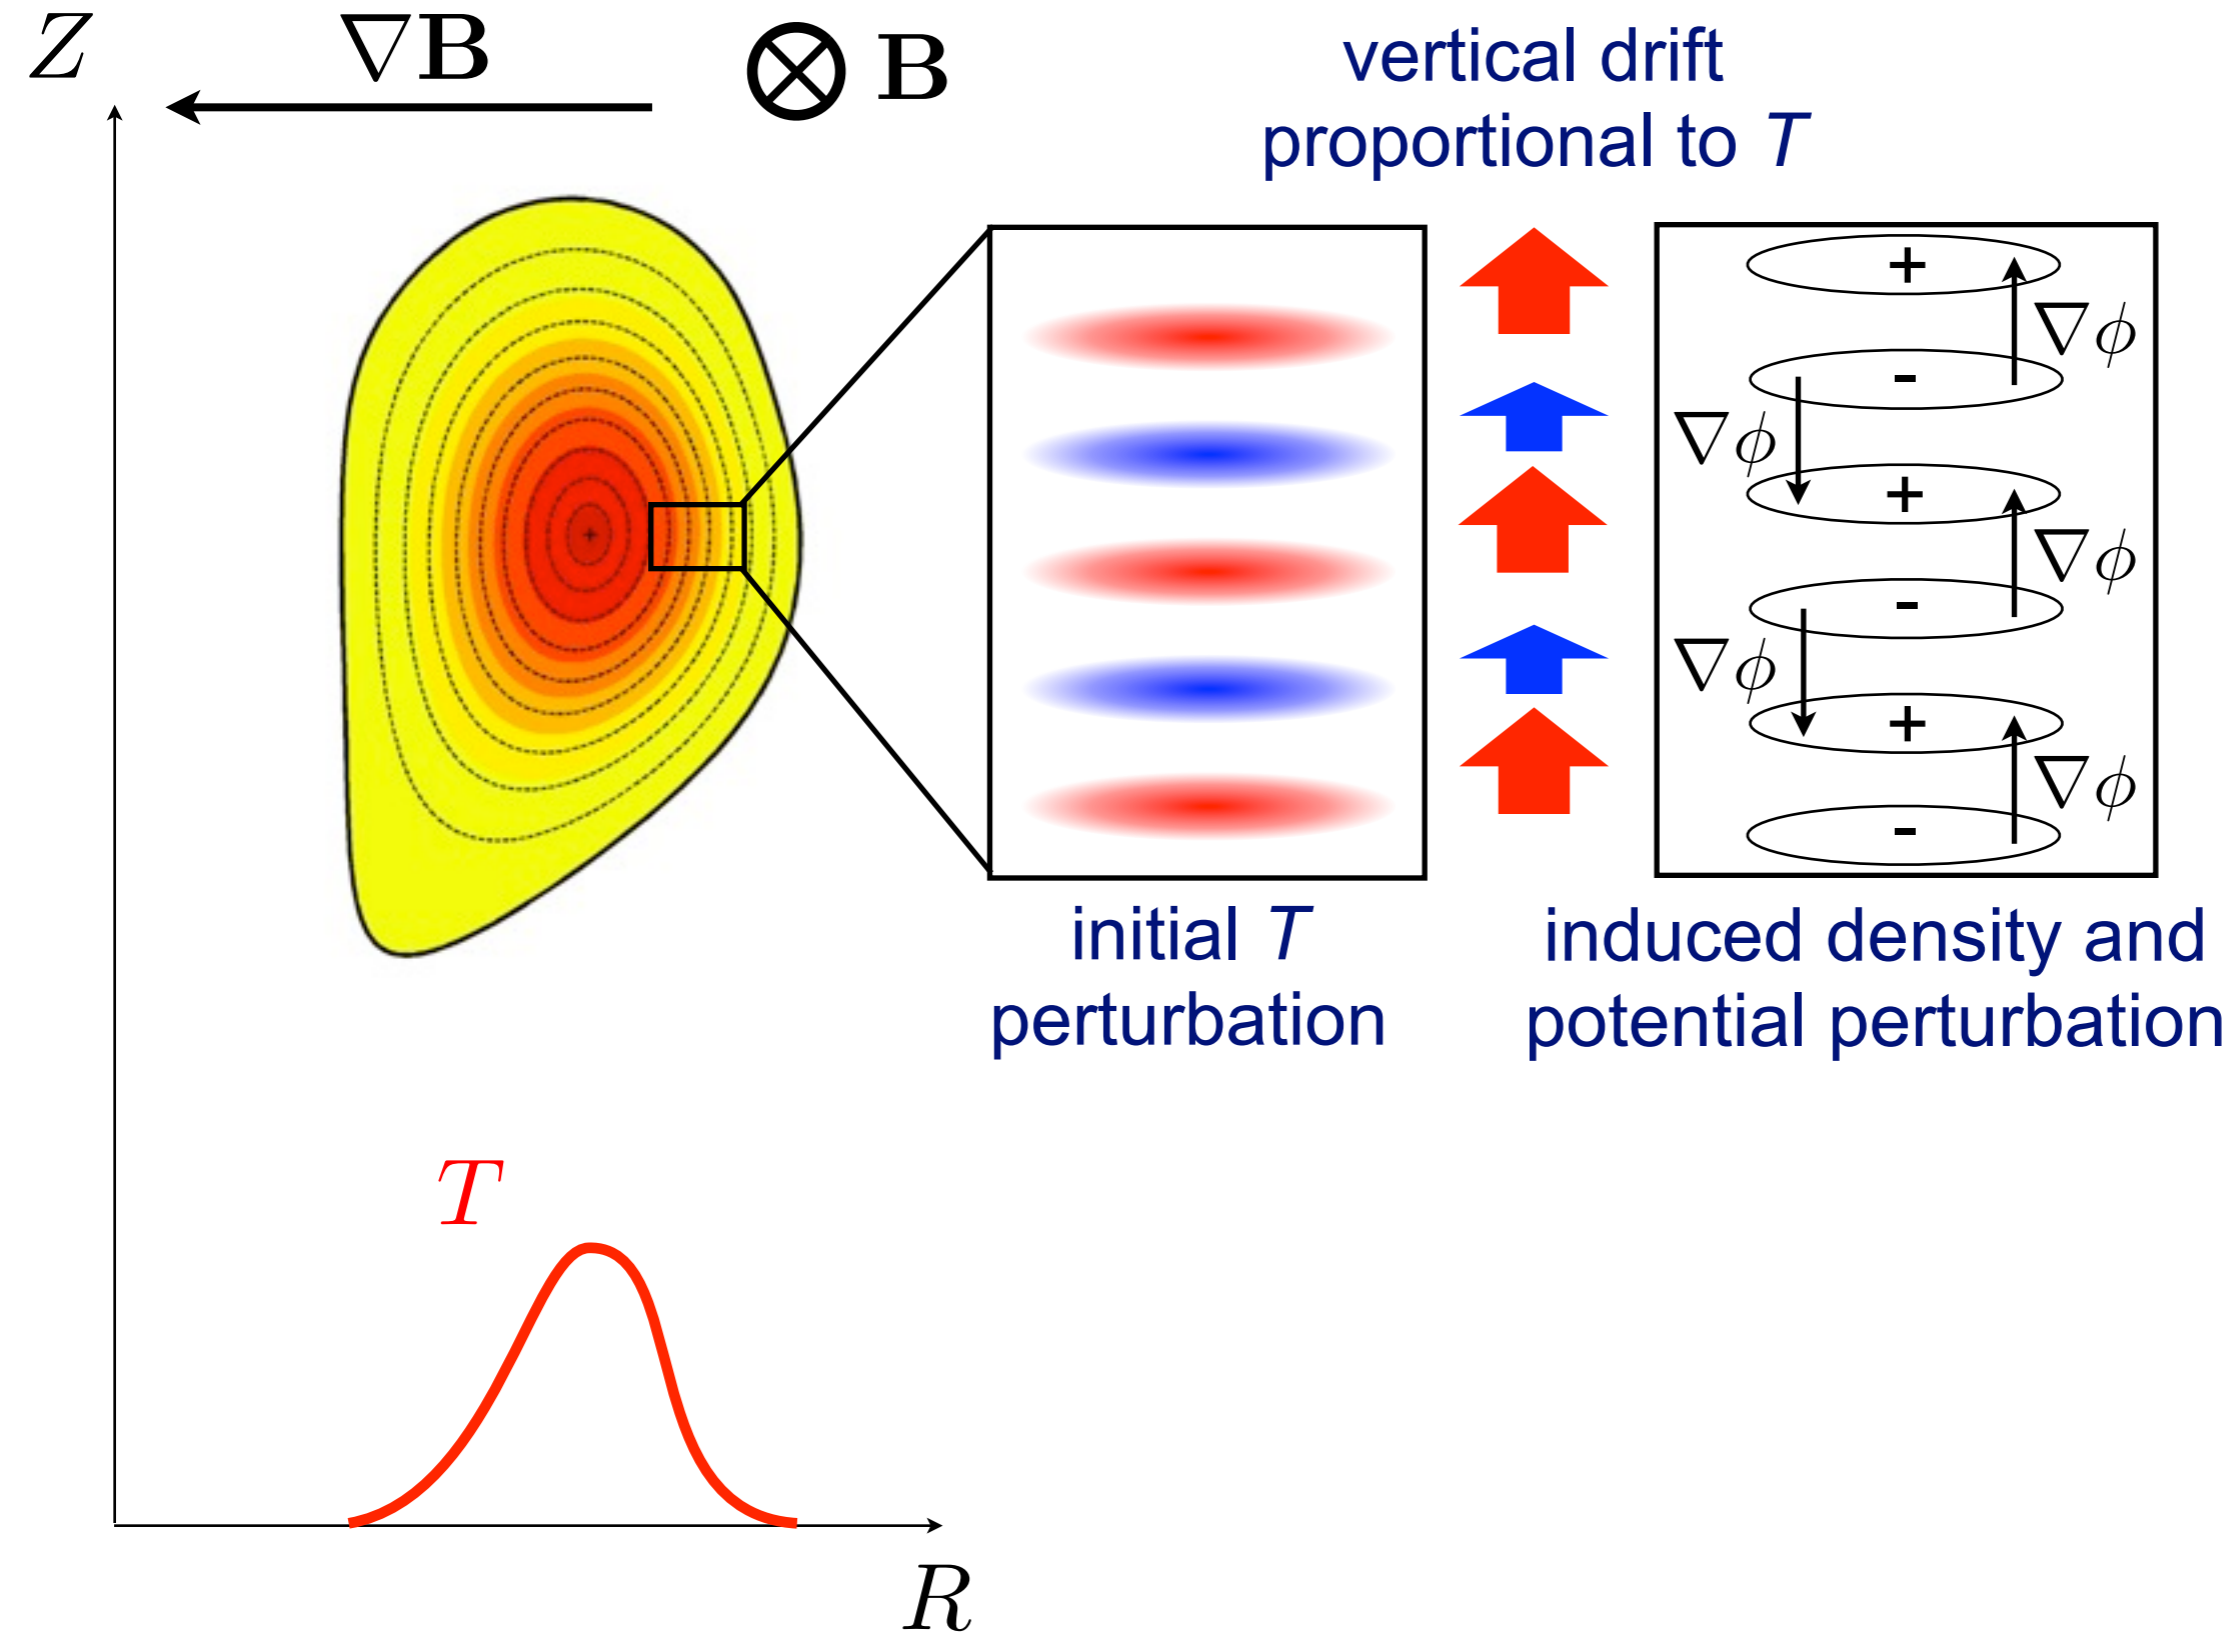 Z
∇B
B
vertical drift
proportional to T
+
∇ϕ
-
∇ϕ
+
∇ϕ
-
∇ϕ
+
∇ϕ
-
initial T
perturbation
induced density and
potential perturbation
T
R